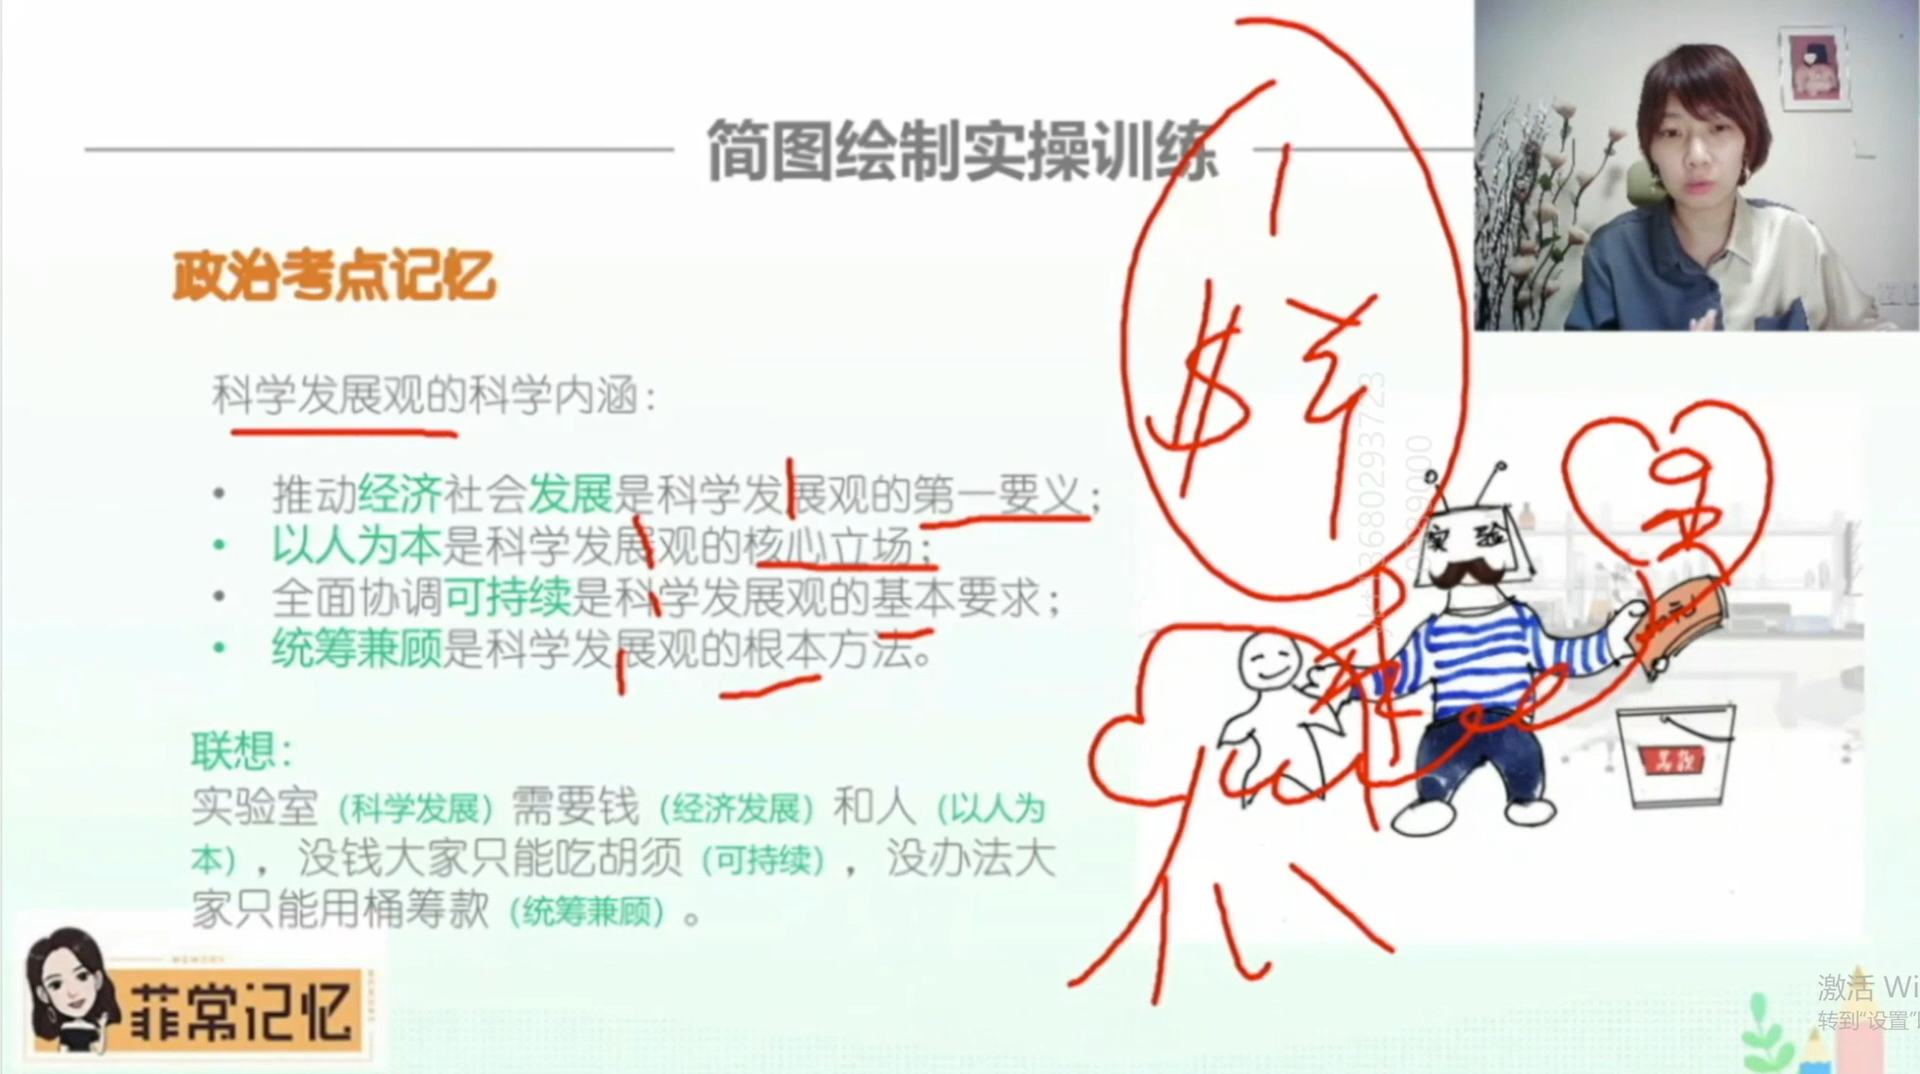 简图绘制实操训练
政治考点记忆
科学发展观的科学内涵：
• 推动经济社会发展是科学发展观的第一要义；
• 以人为本是科学发展观的核心立场；
• 全面协调可持续是科学发展观的基本要求；
• 统筹兼顾是科学发展观的根本方法。
联想：
实验室（科学发展）需要钱（经济发展）和人（以人为
本），没钱大家只能吃胡须（可持续），没办法大
家只能用桶筹款（统筹兼顾）。
实验
菲常记忆
激活 Wi
转到"设置"